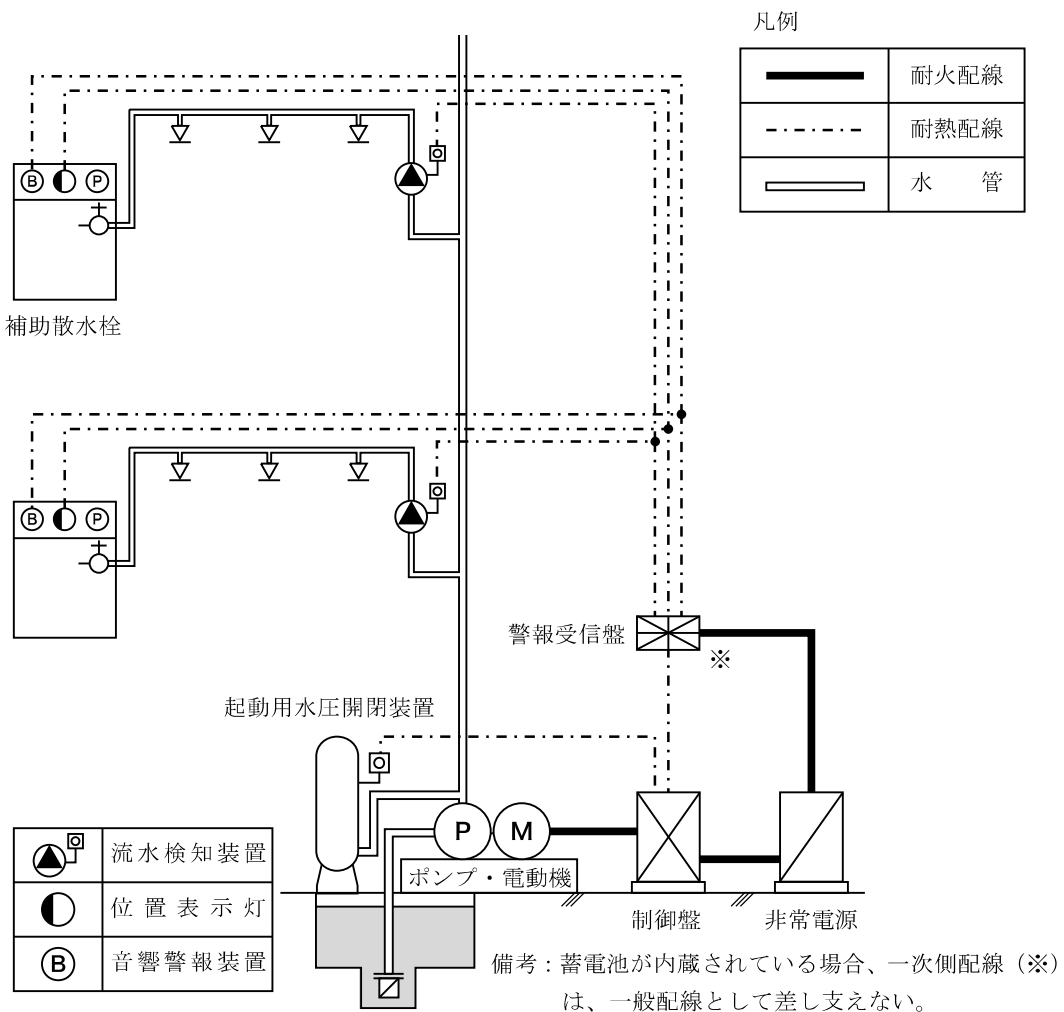 凡例
耐火配線
耐熱配線
水　管
B P
補助散水栓
B P
警報受信盤
※
起動用水圧開閉装置
P M
ポンプ・電動機
制御盤
非常電源
流水検知装置
位置表示灯
B
音響警報装置
備考：蓄電池が内蔵されている場合、一次側配線（※）
は、一般配線として差し支えない。